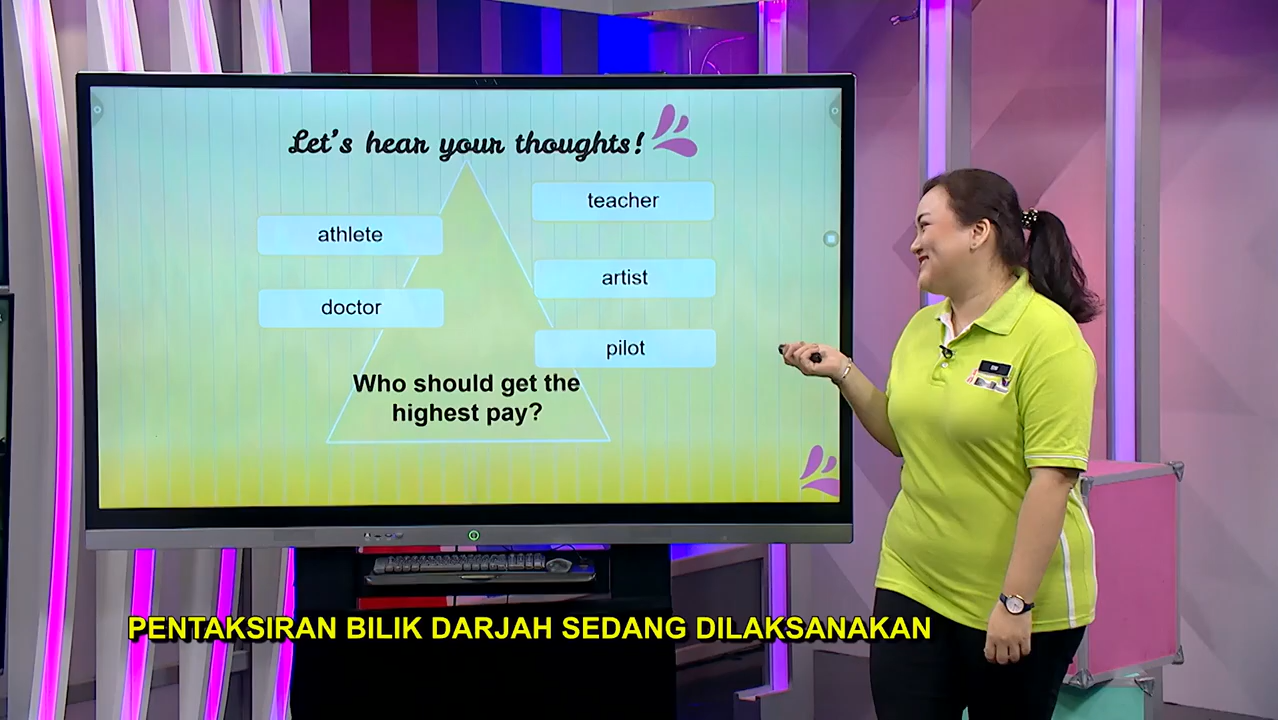 Let's hear your thoughts!
teacher
athlete
artist
doctor
pilot
Who should get the
highest pay?
PENTAKSIRAN BILIK DARJAH SEDANG DILAKSANAKAN